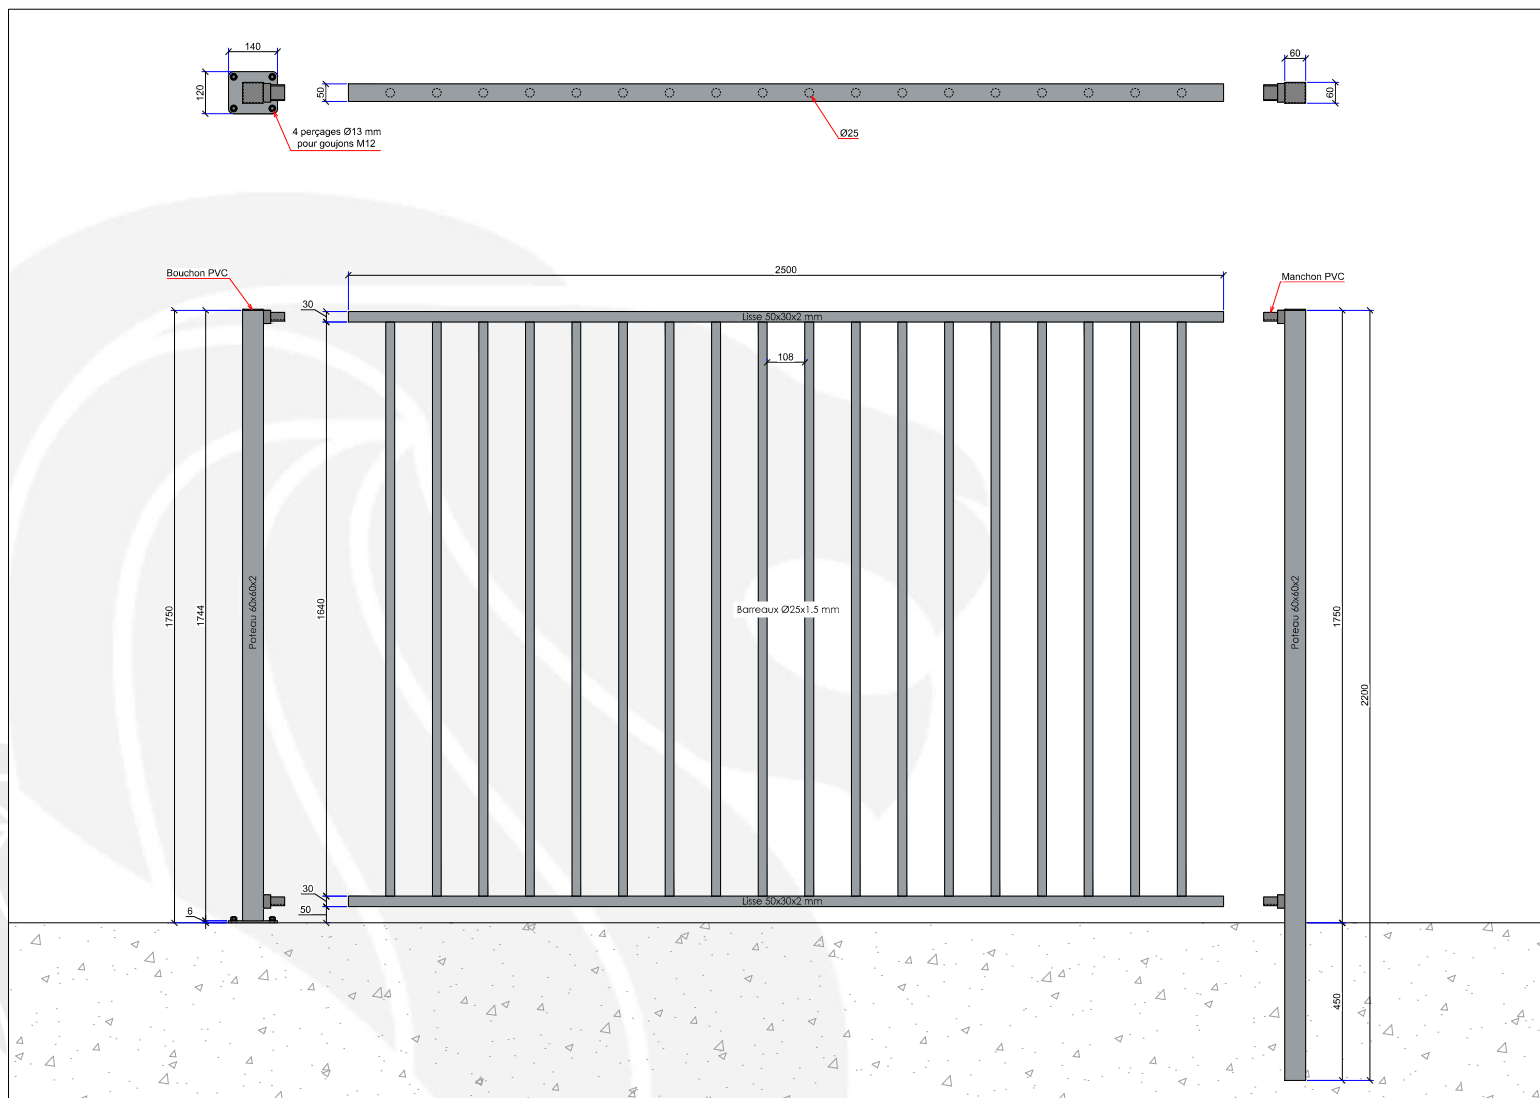 140
120
4 perçages Ø13 mm
pour goujons M12
50
Ø25
60
60
Bouchon PVC
2500
Manchon PVC
30
Lisse 50x30x2 mm
108
1750
1744
Poteau 60x60x2
1640
Barreaux Ø25x1.5 mm
Poteau 60x60x2
1750
2200
30
Lisse 50x30x2 mm
6
50
450